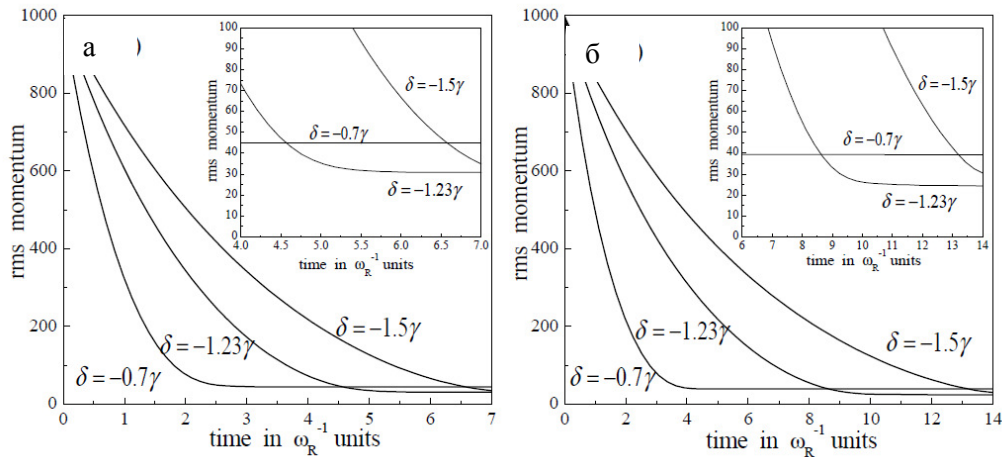 a )
rms momentum
1000
800
600
400
200
0
0 1 2 3 4 5 6 7
time in ω_R^-1 units
δ = −0.7γ
δ = −1.23γ
δ = −1.5γ
rms momentum
100
90
80
70
60
50
40
30
20
10
0
4.0 4.5 5.0 5.5 6.0 6.5 7.0
time in ω_R^-1 units
δ = −1.5γ
δ = −0.7γ
δ = −1.23γ
б )
rms momentum
1000
800
600
400
200
0
0 2 4 6 8 10 12 14
time in ω_R^-1 units
δ = −0.7γ
δ = −1.23γ
δ = −1.5γ
rms momentum
100
90
80
70
60
50
40
30
20
10
0
6 7 8 9 10 11 12 13 14
time in ω_R^-1 units
δ = −1.5γ
δ = −0.7γ
δ = −1.23γ